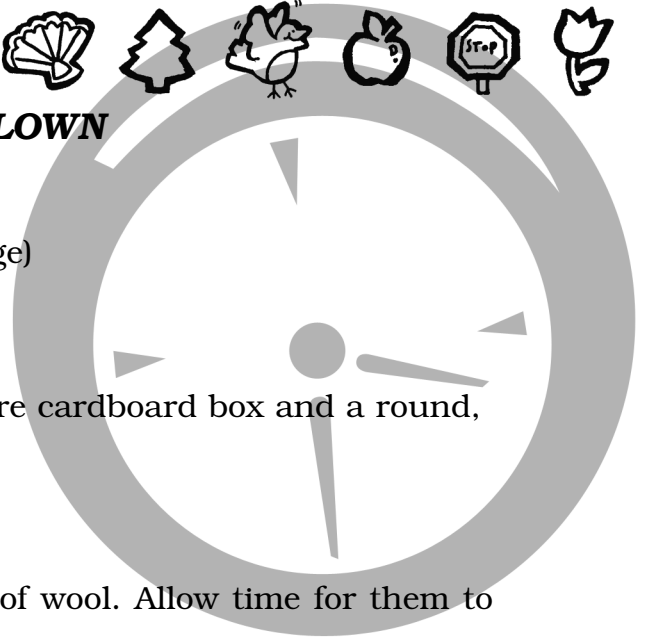 STOP
LOWN
ge)
re cardboard box and a round,
of wool. Allow time for them to